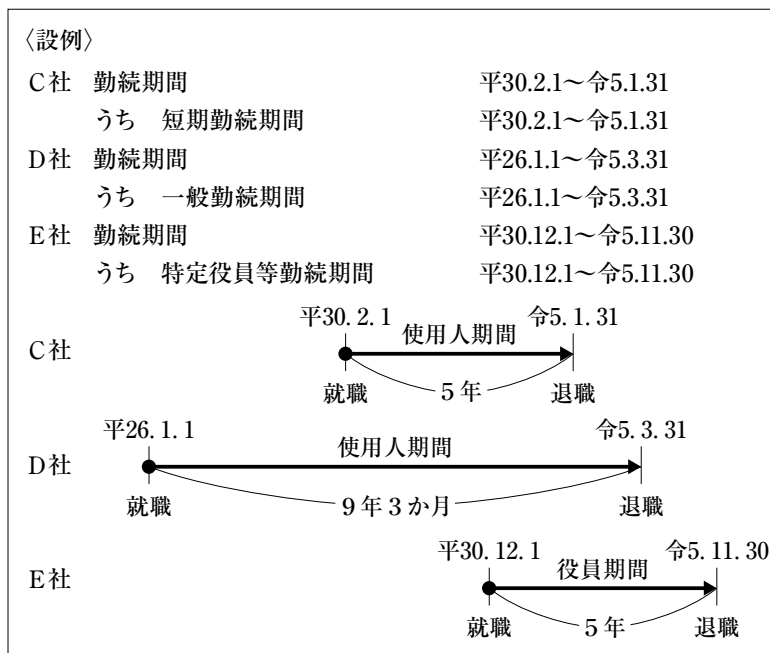 〈設例〉
C社 勤続期間 平30.2.1～令5.1.31
うち 短期勤続期間 平30.2.1～令5.1.31
D社 勤続期間 平26.1.1～令5.3.31
うち 一般勤続期間 平26.1.1～令5.3.31
E社 勤続期間 平30.12.1～令5.11.30
うち 特定役員等勤続期間 平30.12.1～令5.11.30
平30.2.1 使用人期間 令5.1.31
C社
就職 5年 退職
平26.1.1 使用人期間 令5.3.31
D社
就職 9年3か月 退職
平30.12.1 役員期間 令5.11.30
E社
就職 5年 退職